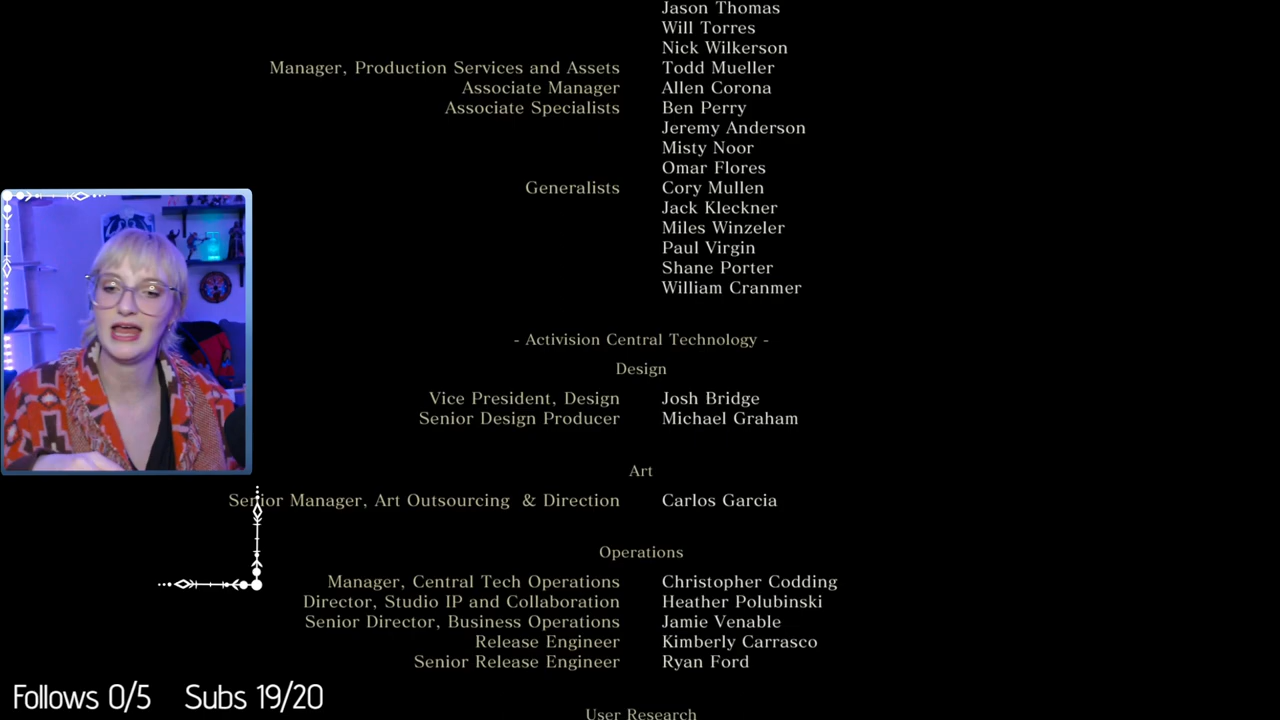 Jason Thomas
Will Torres
Nick Wilkerson
Manager, Production Services and Assets Todd Mueller
Associate Manager Allen Corona
Associate Specialists Ben Perry
Jeremy Anderson
Misty Noor
Omar Flores
Generalists Cory Mullen
Jack Kleckner
Miles Winzeler
Paul Virgin
Shane Porter
William Cranmer
- Activision Central Technology -
Design
Vice President, Design Josh Bridge
Senior Design Producer Michael Graham
Art
Senior Manager, Art Outsourcing & Direction Carlos Garcia
Operations
Manager, Central Tech Operations Christopher Codding
Director, Studio IP and Collaboration Heather Polubinski
Senior Director, Business Operations Jamie Venable
Release Engineer Kimberly Carrasco
Senior Release Engineer Ryan Ford
User Research
Follows 0/5 Subs 19/20